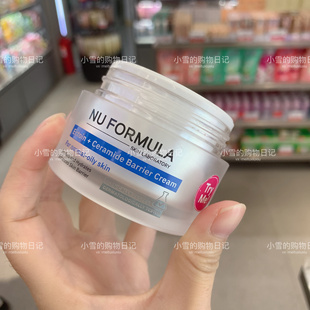 小雪的购物日记 小雪的购物日记
NU FORMULA
SKIN LABORATORY
小雪的购物日记 小雪的购物日记
+ Ceramide Barrier Cream
oily skin
Try
Me!
小雪的购物日记 小雪的购物日记